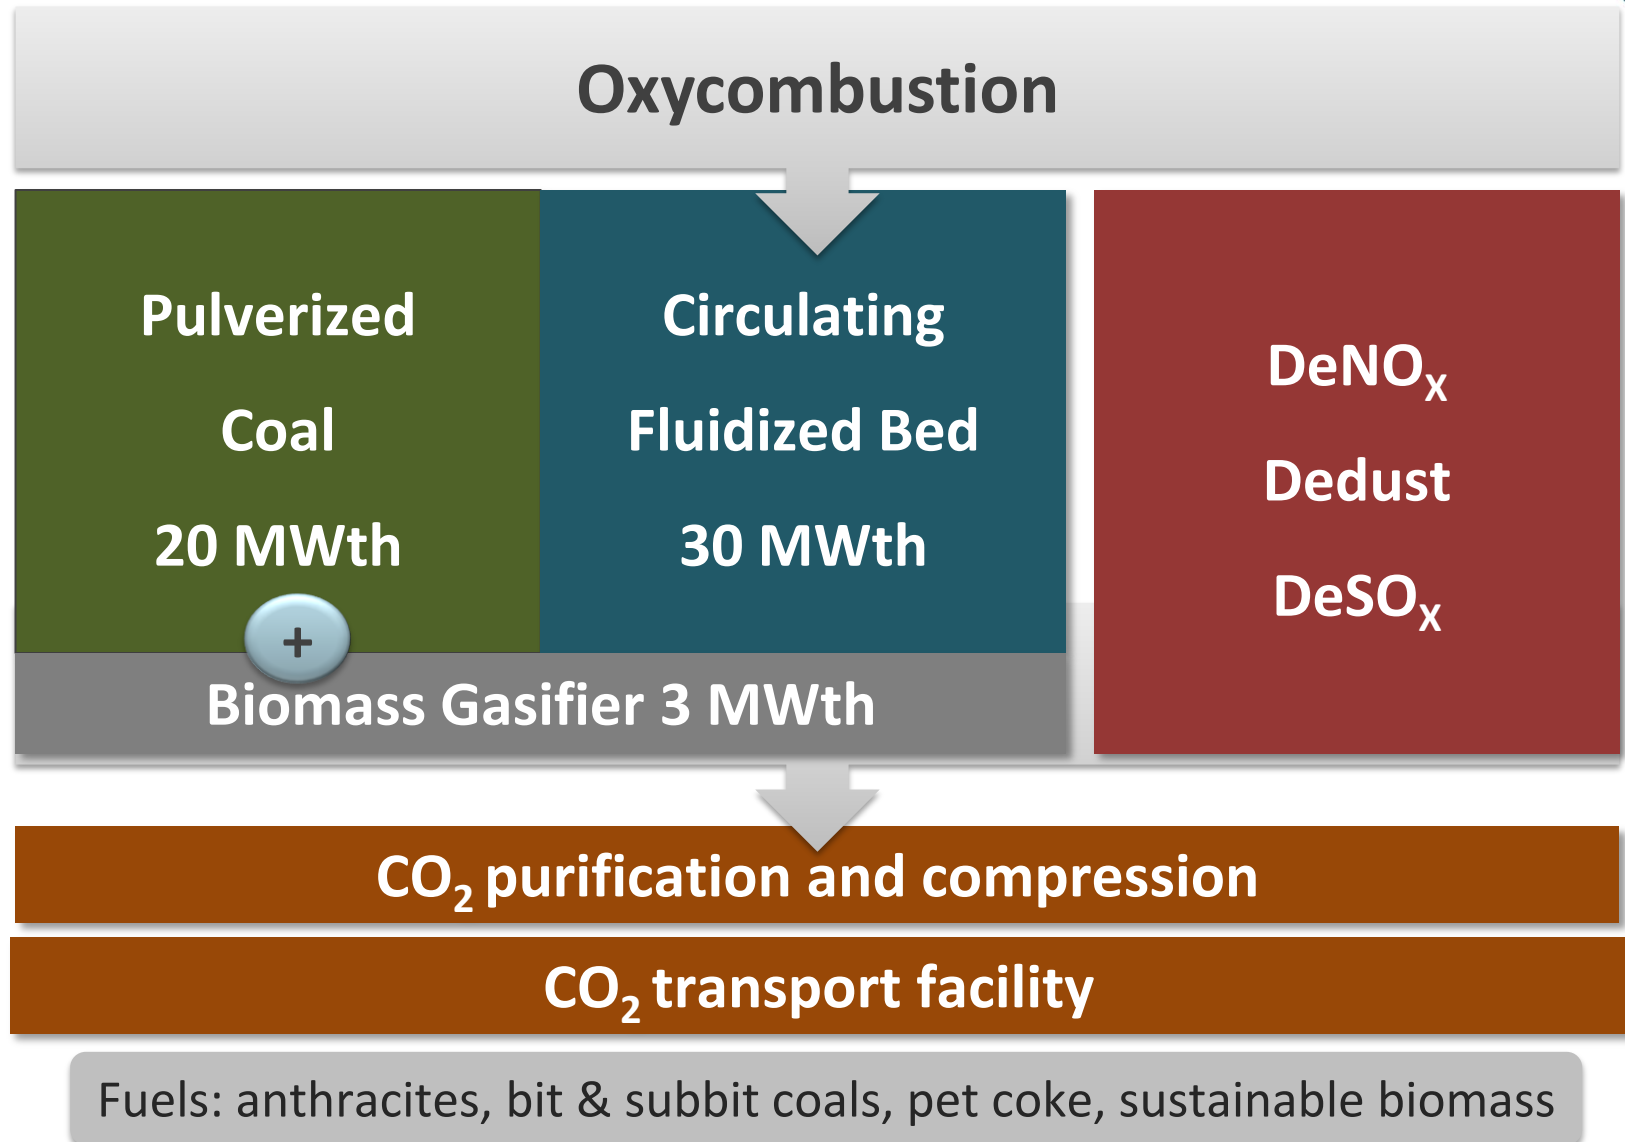 Oxycombustion
Pulverized
Coal
20 MWth
+
Circulating
Fluidized Bed
30 MWth
DeNOX
Dedust
DeSOX
Biomass Gasifier 3 MWth
CO2 purification and compression
CO2 transport facility
Fuels: anthracites, bit & subbit coals, pet coke, sustainable biomass